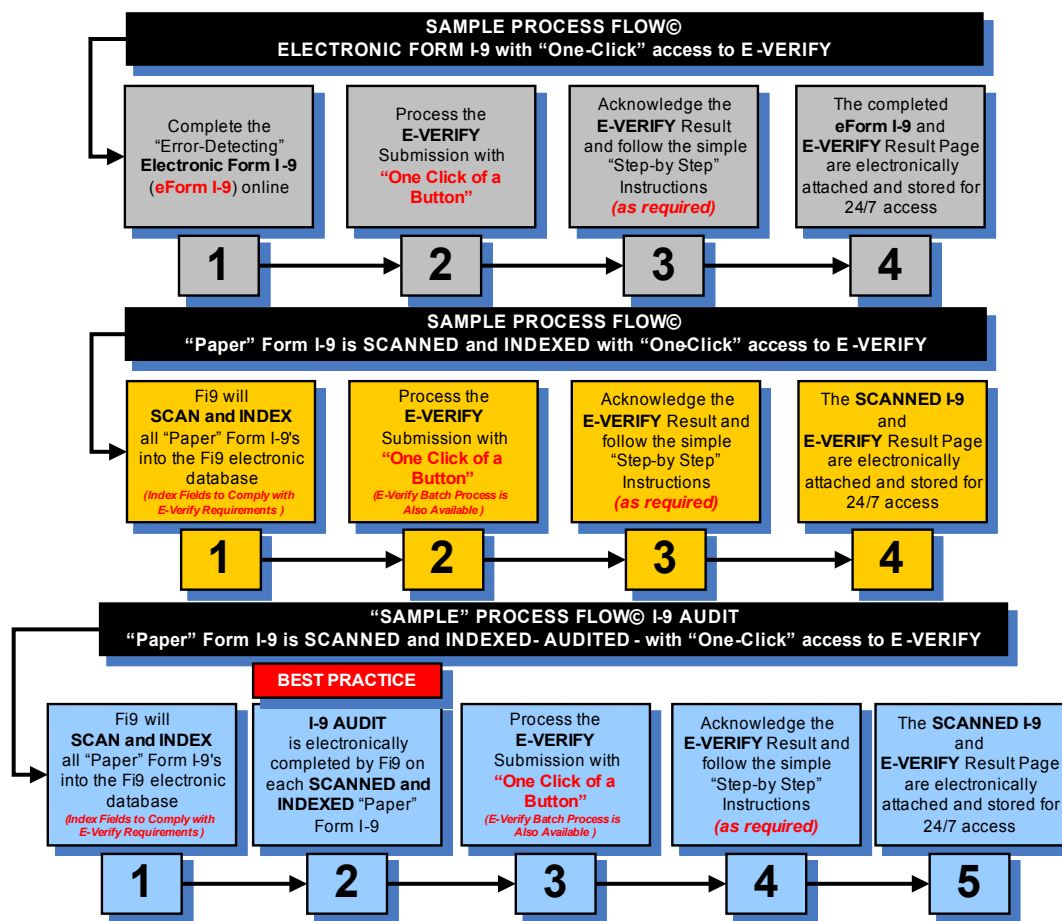 SAMPLE PROCESS FLOW©
ELECTRONIC FORM I-9 with “One-Click” access to E-VERIFY
Complete the
“Error-Detecting”
Electronic Form I-9
(eForm I-9) online
1
Process the
E-VERIFY
Submission with
“One Click of a
Button”
2
Acknowledge the
E-VERIFY Result
and follow the simple
“Step-by Step”
Instructions
(as required)
3
The completed
eForm I-9 and
E-VERIFY Result Page
are electronically
attached and stored for
24/7 access
4
SAMPLE PROCESS FLOW©
“Paper” Form I-9 is SCANNED and INDEXED with “One-Click” access to E-VERIFY
Fi9 will
SCAN and INDEX
all “Paper” Form I-9's
into the Fi9 electronic
database
(Index Fields to Comply with
E-Verify Requirements)
1
Process the
E-VERIFY
Submission with
“One Click of a
Button”
(E-Verify Batch Process is
Also Available)
2
Acknowledge the
E-VERIFY Result and
follow the simple
“Step-by Step”
Instructions
(as required)
3
The SCANNED I-9
and
E-VERIFY Result Page
are electronically
attached and stored for
24/7 access
4
“SAMPLE” PROCESS FLOW© I-9 AUDIT
“Paper” Form I-9 is SCANNED and INDEXED- AUDITED - with “One-Click” access to E-VERIFY
Fi9 will
SCAN and INDEX
all “Paper” Form I-9's
into the Fi9 electronic
database
(Index Fields to Comply with
E-Verify Requirements)
1
BEST PRACTICE
I-9 AUDIT
is electronically
completed by Fi9 on
each SCANNED and
INDEXED “Paper”
Form I-9
2
Process the
E-VERIFY
Submission with
“One Click of a
Button”
(E-Verify Batch Process is
Also Available)
3
Acknowledge the
E-VERIFY Result and
follow the simple
“Step-by Step”
Instructions
(as required)
4
The SCANNED I-9
and
E-VERIFY Result Page
are electronically
attached and stored for
24/7 access
5